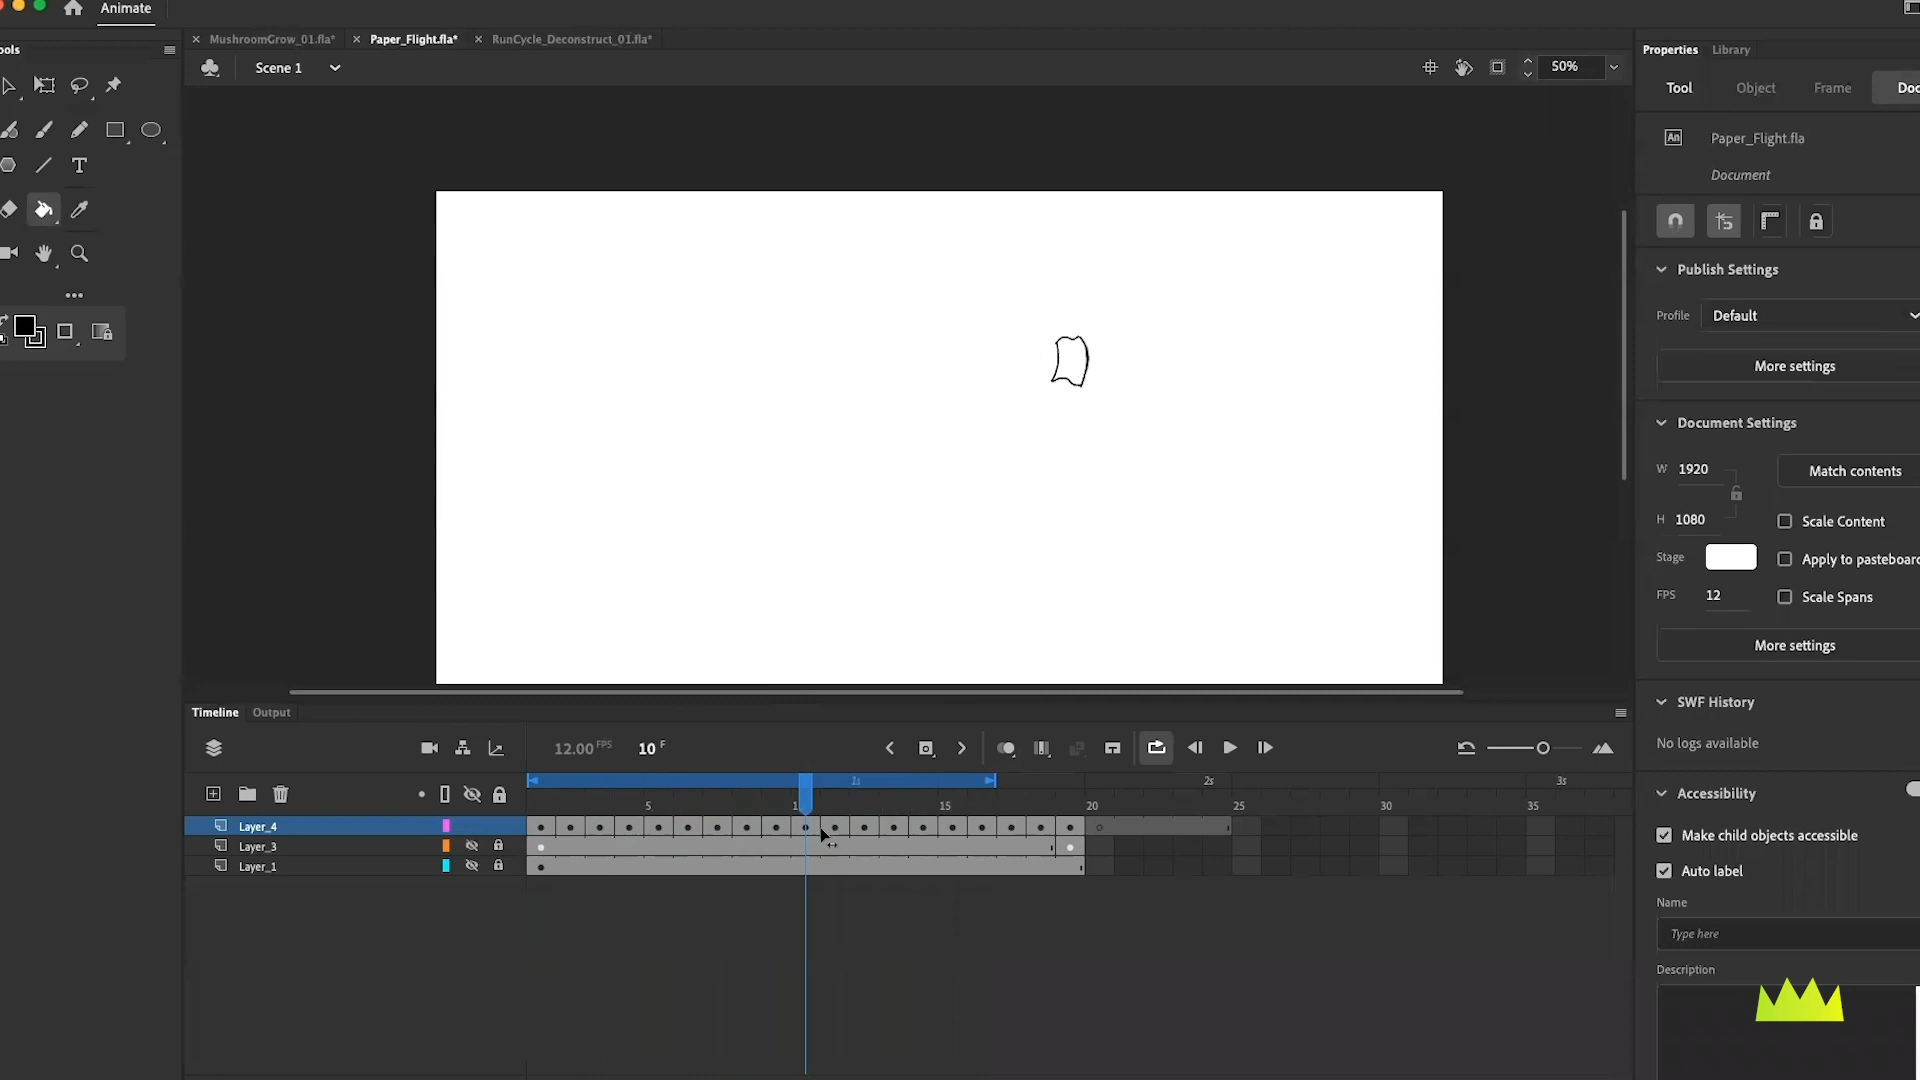 Animate
ools
MushroomGrow_01.fla*
Paper_Flight.fla*
RunCycle_Deconstruct_01.fla*
Properties
Library
Scene 1
50%
Tool
Object
Frame
Doc
An
Paper_Flight.fla
Document
T
Publish Settings
Profile
Default
More settings
Document Settings
W 1920
Match contents
H 1080
Scale Content
Stage
Apply to pasteboard
FPS 12
Scale Spans
More settings
SWF History
No logs available
Timeline
Output
12.00 FPS
10 F
1s
2s
3s
5
1
15
20
25
30
35
Layer_4
Layer_3
Layer_1
Accessibility
Make child objects accessible
Auto label
Name
Type here
Description